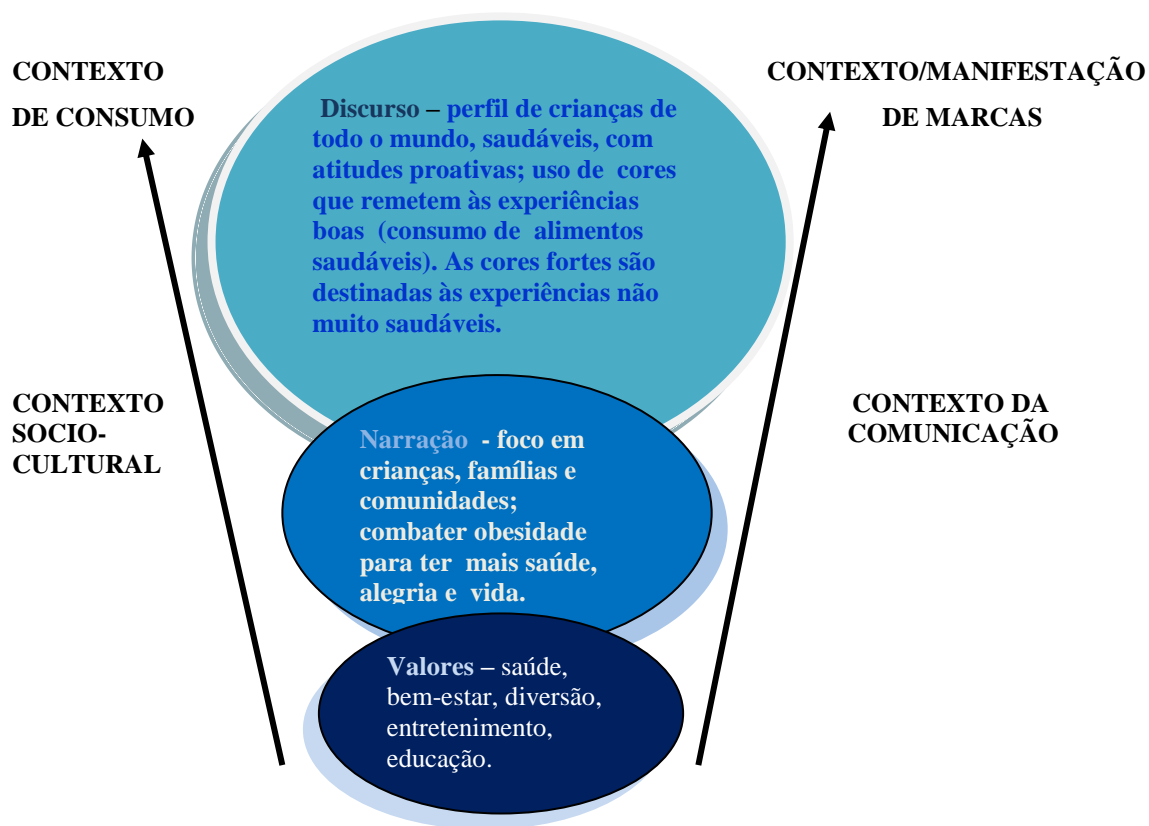 CONTEXTO
DE CONSUMO
CONTEXTO/MANIFESTAÇÃO
DE MARCAS
Discurso – perfil de crianças de
todo o mundo, saudáveis, com
atitudes proativas; uso de cores
que remetem às experiências
boas (consumo de alimentos
saudáveis). As cores fortes são
destinadas às experiências não
muito saudáveis.
CONTEXTO
SOCIO-
CULTURAL
CONTEXTO DA
COMUNICAÇÃO
Narração - foco em
crianças, famílias e
comunidades;
combater obesidade
para ter mais saúde,
alegria e vida.
Valores – saúde,
bem-estar, diversão,
entretenimento,
educação.